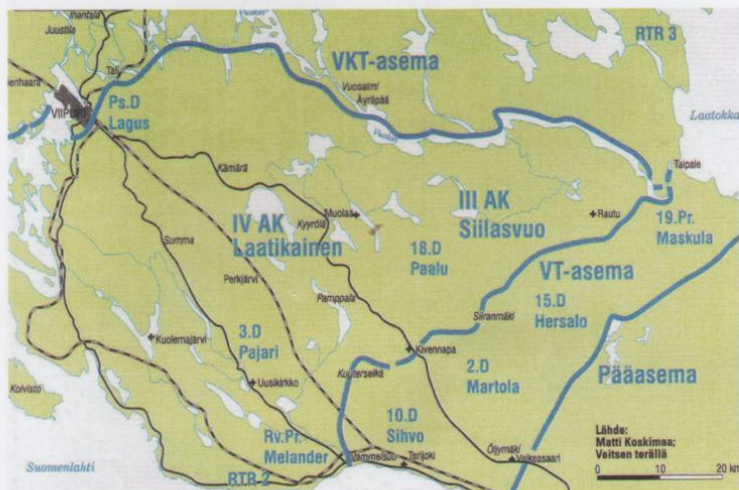 Ihantala
Juustila
Tali
VIIPURI
Ps.D
Lagus
VKT-asema
Vuosalmi
Äyräpää
RTR 3
Laatokka
Taipale
19.Pr.
Maskula
Rautu
III AK
Siilasvuo
VT-asema
15.D
Hersalo
Pääasema
Kämärä
Muolaa
Kyyrölä
IV AK
Laatikainen
18.D
Paalu
Summa
Perkjärvi
Pamppala
Siiranmäki
Kuolemajärvi
3.D
Pajari
Kivennapa
Kuuterselkä
2.D
Martola
Koivisto
Uusikirkko
10.D
Sihvo
Rv.Pr.
Melander
RTR 2
Vammelsuu
Terijoki
Öljymäki
Valkeasaari
Suomenlahti
Lähde:
Matti Koskimaa;
Veitsen terällä
0 10 20 km